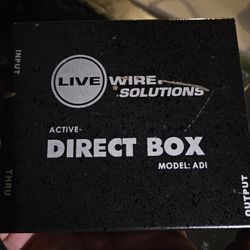 INPUT
LIVE WIRE
SOLUTIONS
ACTIVE
DIRECT BOX
MODEL: ADI
THRU
OUTPUT